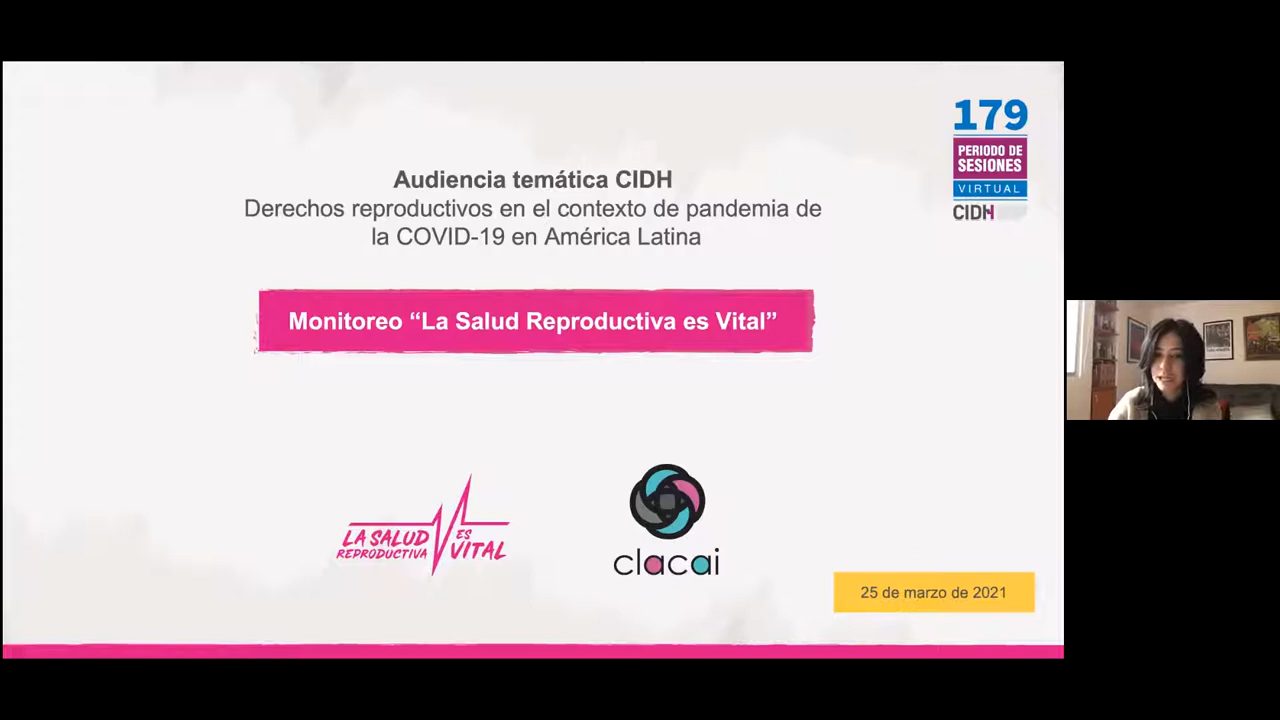 179
PERIODO DE
SESIONES
VIRTUAL
CIDH
Audiencia temática CIDH
Derechos reproductivos en el contexto de pandemia de
la COVID-19 en América Latina
Monitoreo “La Salud Reproductiva es Vital”
LA SALUD ES
REPRODUCTIVA VITAL
clacai
25 de marzo de 2021